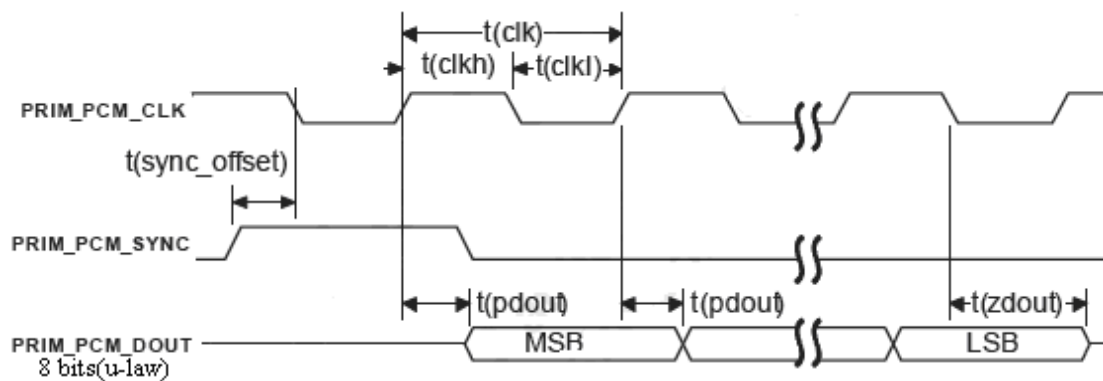 t(clk)
t(clkh) t(clkl)
PRIM_PCM_CLK
t(sync_offset)
PRIM_PCM_SYNC
t(pdout) t(pdout) t(zdout)
PRIM_PCM_DOUT MSB LSB
8 bits(u-law)